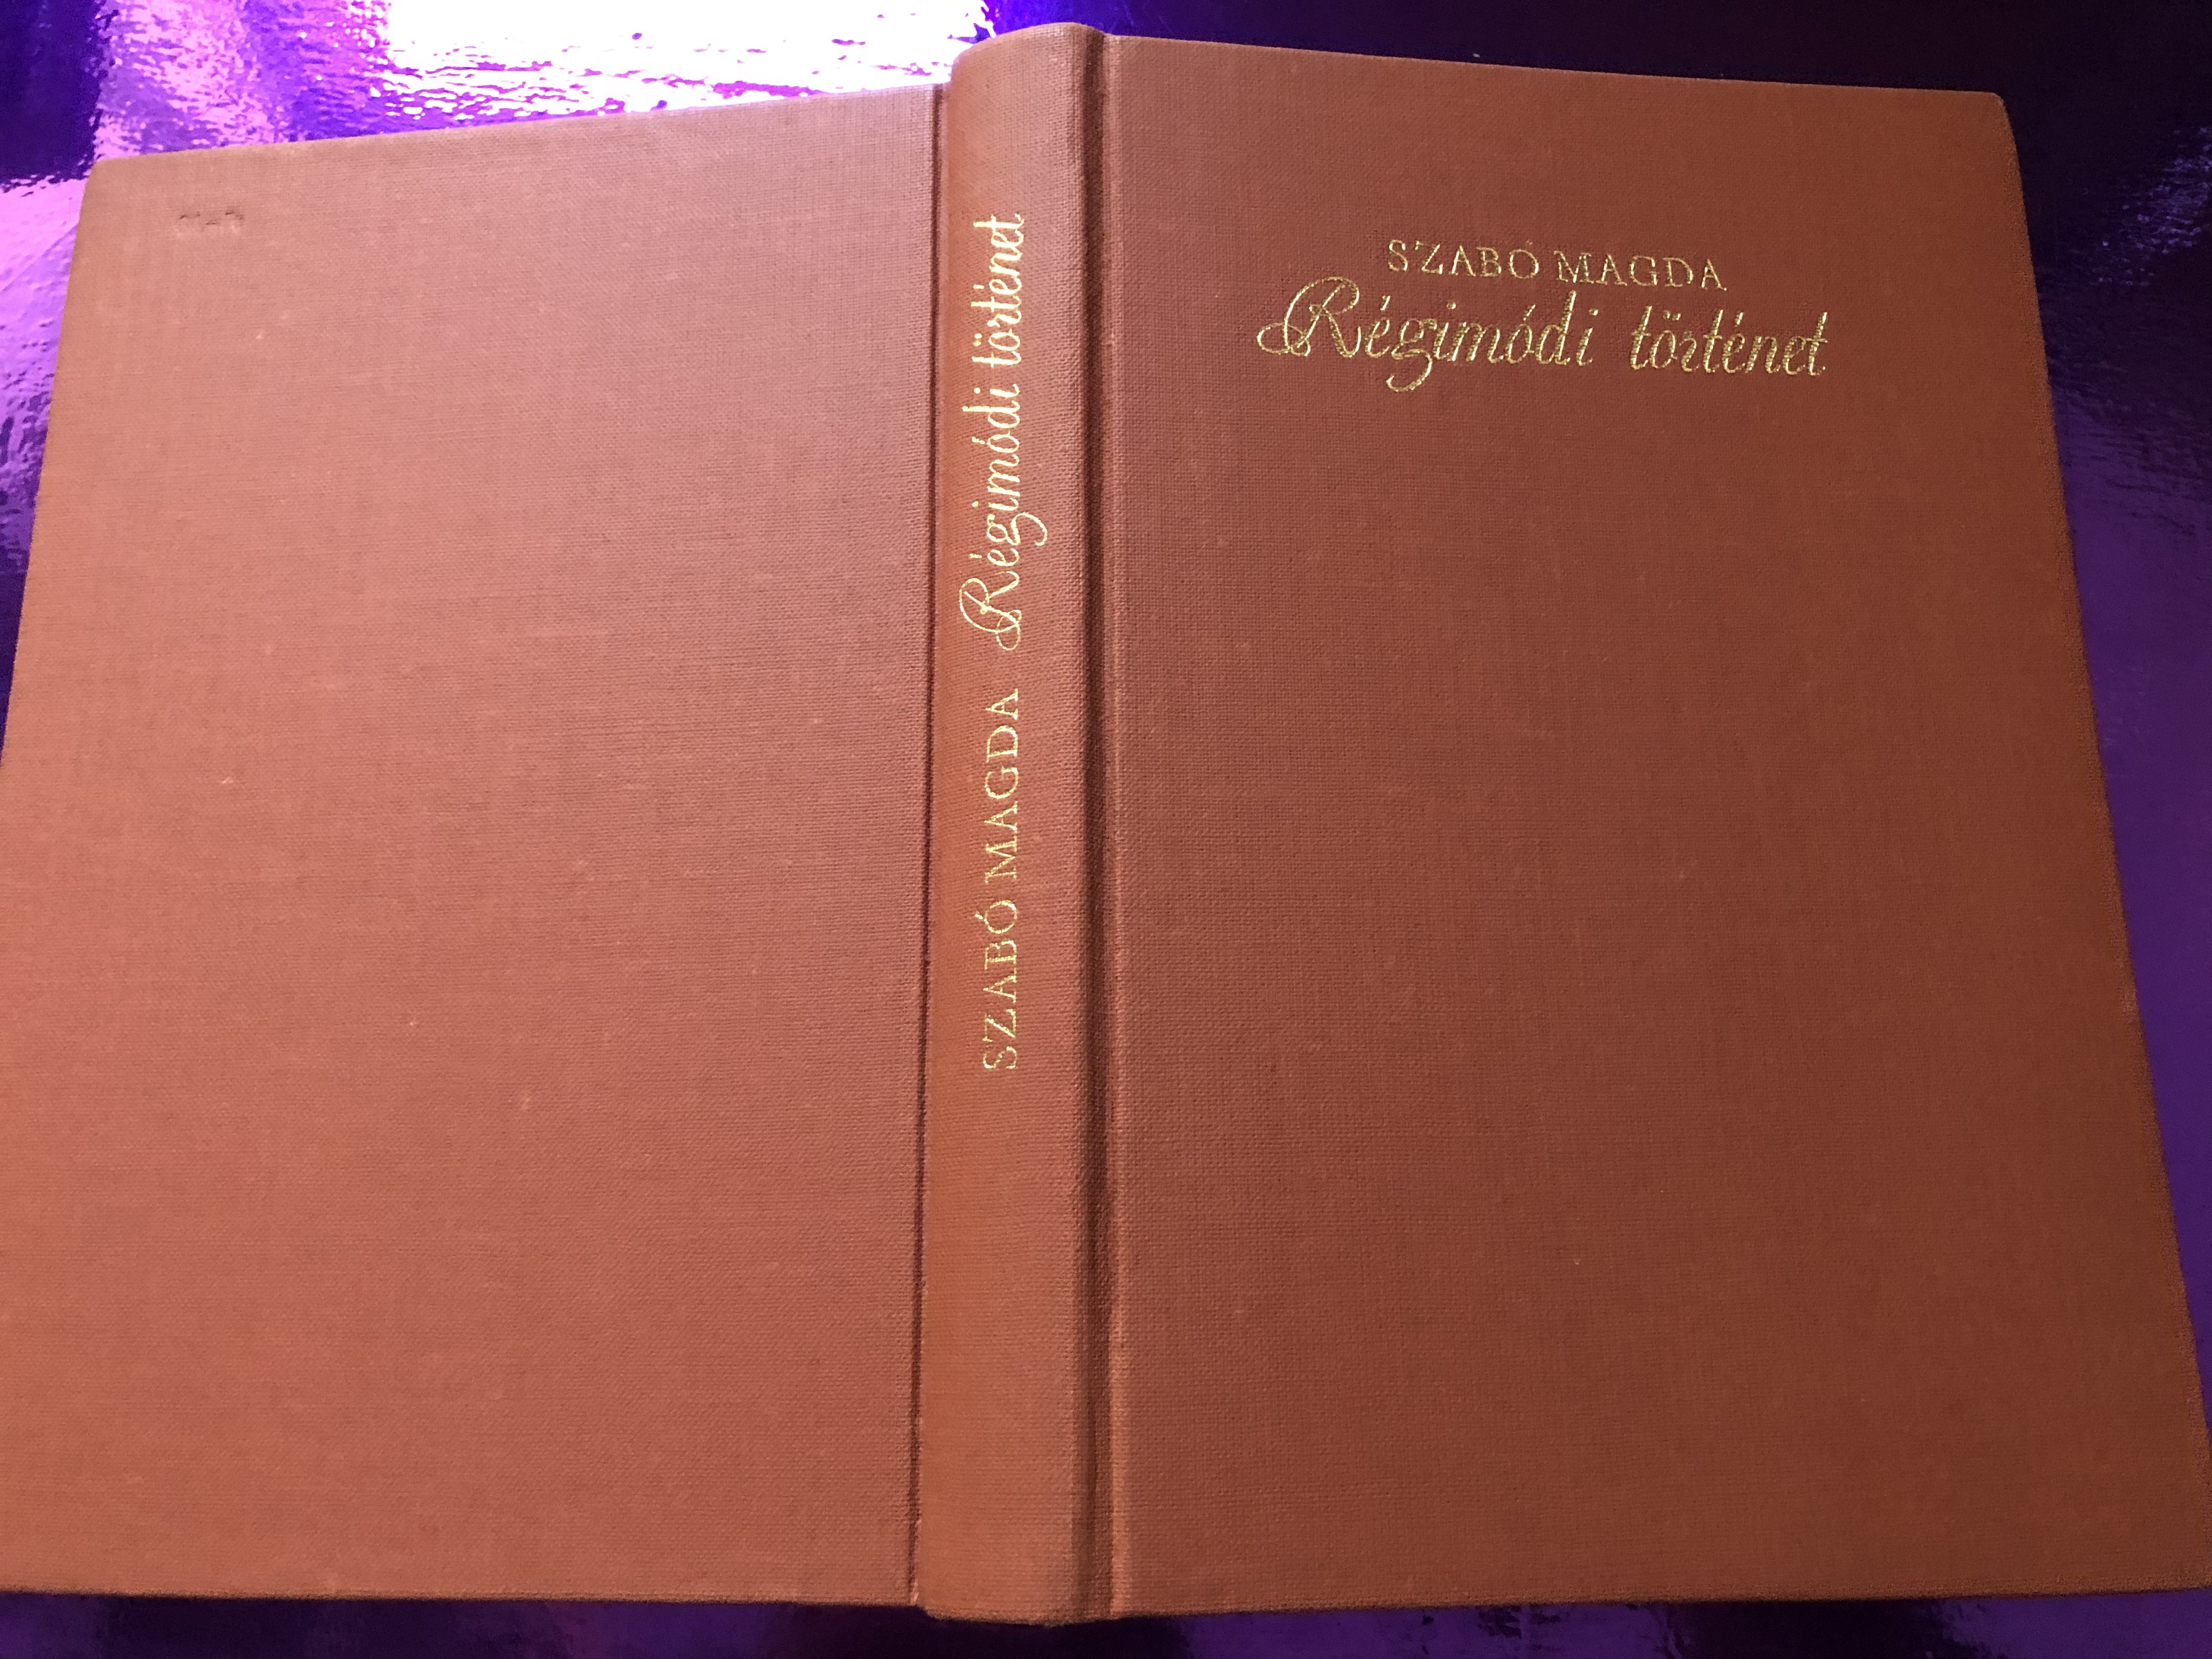 SZABÓ MAGDA
Régimódi történet
SZABÓ MAGDA Régimódi történet